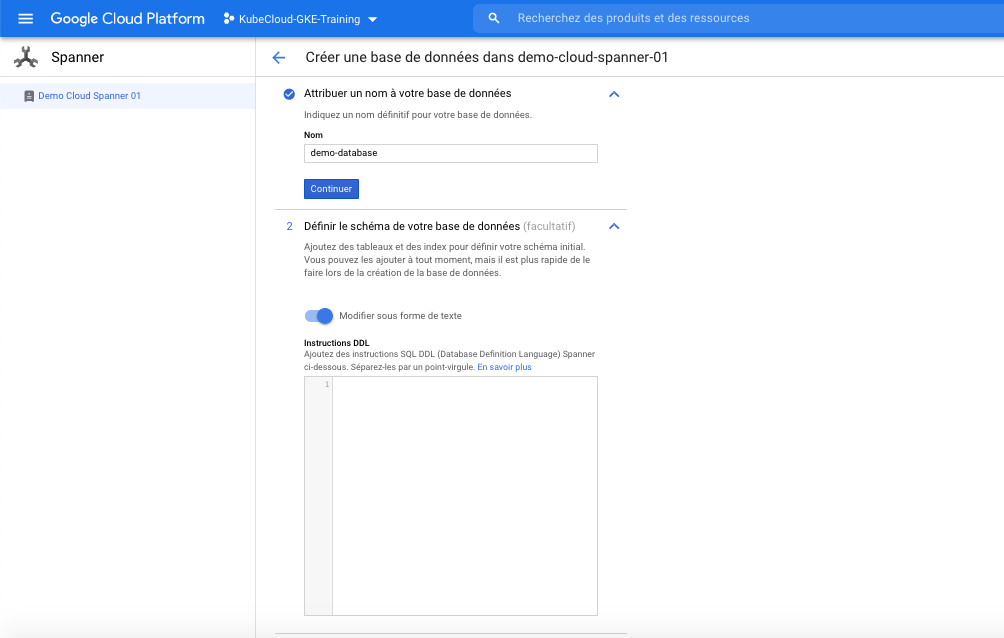 Google Cloud Platform
KubeCloud-GKE-Training
Recherchez des produits et des ressources
Spanner
Créer une base de données dans demo-cloud-spanner-01
Demo Cloud Spanner 01
Attribuer un nom à votre base de données
Indiquez un nom définitif pour votre base de données.
Nom
demo-database
Continuer
2 Définir le schéma de votre base de données (facultatif)
Ajoutez des tableaux et des index pour définir votre schéma initial.
Vous pouvez les ajouter à tout moment, mais il est plus rapide de le
faire lors de la création de la base de données.
Modifier sous forme de texte
Instructions DDL
Ajoutez des instructions SQL DDL (Database Definition Language) Spanner
ci-dessous. Séparez-les par un point-virgule. En savoir plus
1